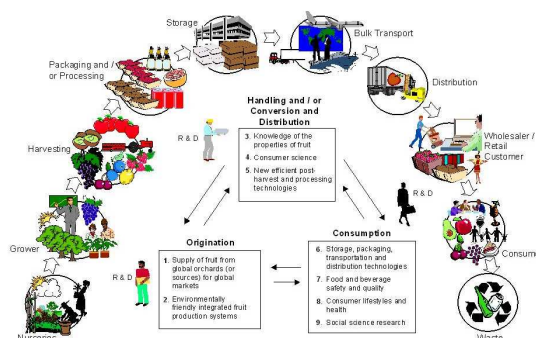 Storage
Bulk Transport
Packaging and /
or Processing
Distribution
Handling and / or
Conversion and
Distribution
Wholesaler /
Retail
Customer
Harvesting
R & D
3. Knowledge of the
properties of fruit
4. Consumer science
5. New efficient post-
harvest and processing
technologies
R & D
Grower
Origination
Consumption
Consume
R & D
1. Supply of fruit from
global orchards (or
sources) for global
markets
2. Environmentally
friendly integrated fruit
production systems
6. Storage, packaging,
transportation and
distribution technologies
7. Food and beverage
safety and quality
8. Consumer lifestyles and
health
9. Social science research
Nurseries
Waste